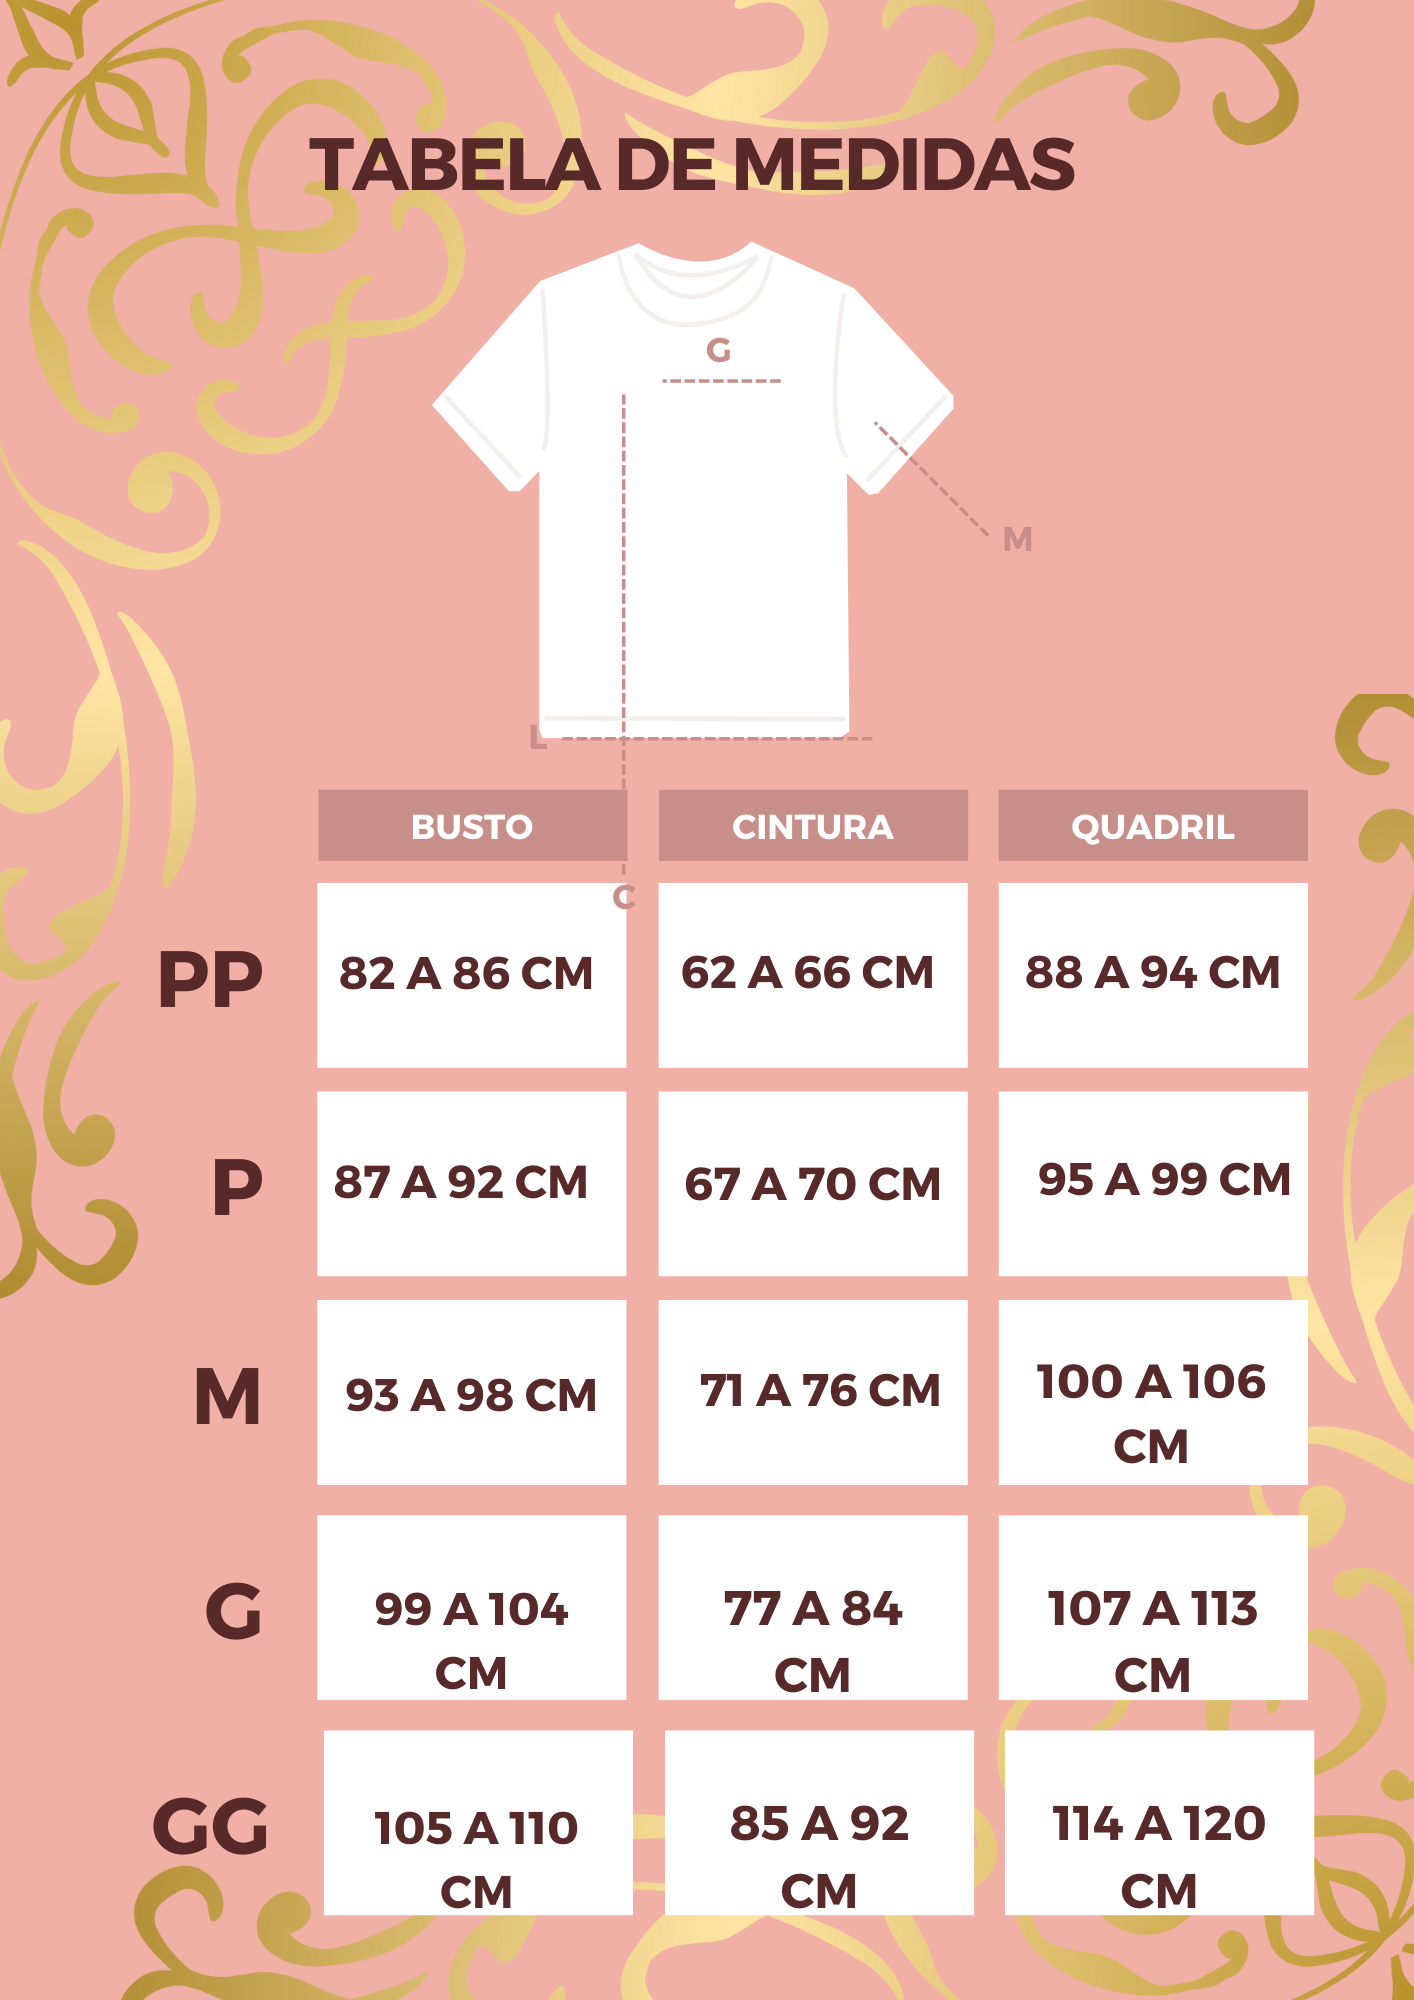 TABELA DE MEDIDAS
G
M
L
BUSTO CINTURA QUADRIL
C
PP 82 A 86 CM 62 A 66 CM 88 A 94 CM
P 87 A 92 CM 67 A 70 CM 95 A 99 CM
M 93 A 98 CM 71 A 76 CM 100 A 106
CM
G 99 A 104 77 A 84 107 A 113
CM CM CM
GG 105 A 110 85 A 92 114 A 120
CM CM CM